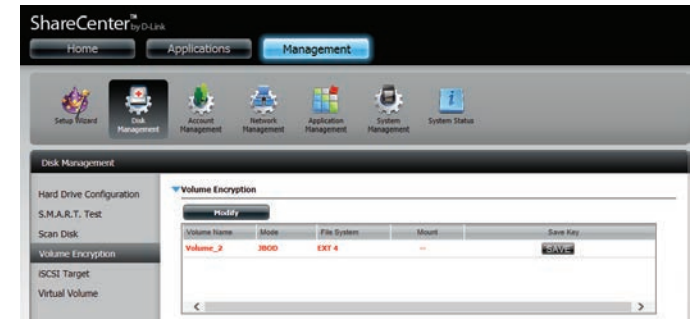 ShareCenter™ by D-Link
Home Applications Management
Setup Wizard Disk Management Account Management Network Management Application Management System Management System Status
Disk Management
Hard Drive Configuration
S.M.A.R.T. Test
Scan Disk
Volume Encryption
iSCSI Target
Virtual Volume
Volume Encryption
Modify
Volume Name Mode File System Mount Save Key
Volume_2 JBOD EXT 4 -- SAVE